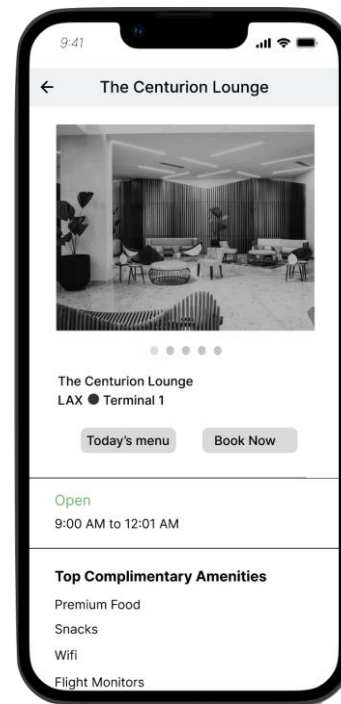 9:41
The Centurion Lounge
The Centurion Lounge
LAX ● Terminal 1
Today's menu
Book Now
Open
9:00 AM to 12:01 AM
Top Complimentary Amenities
Premium Food
Snacks
Wifi
Flight Monitors